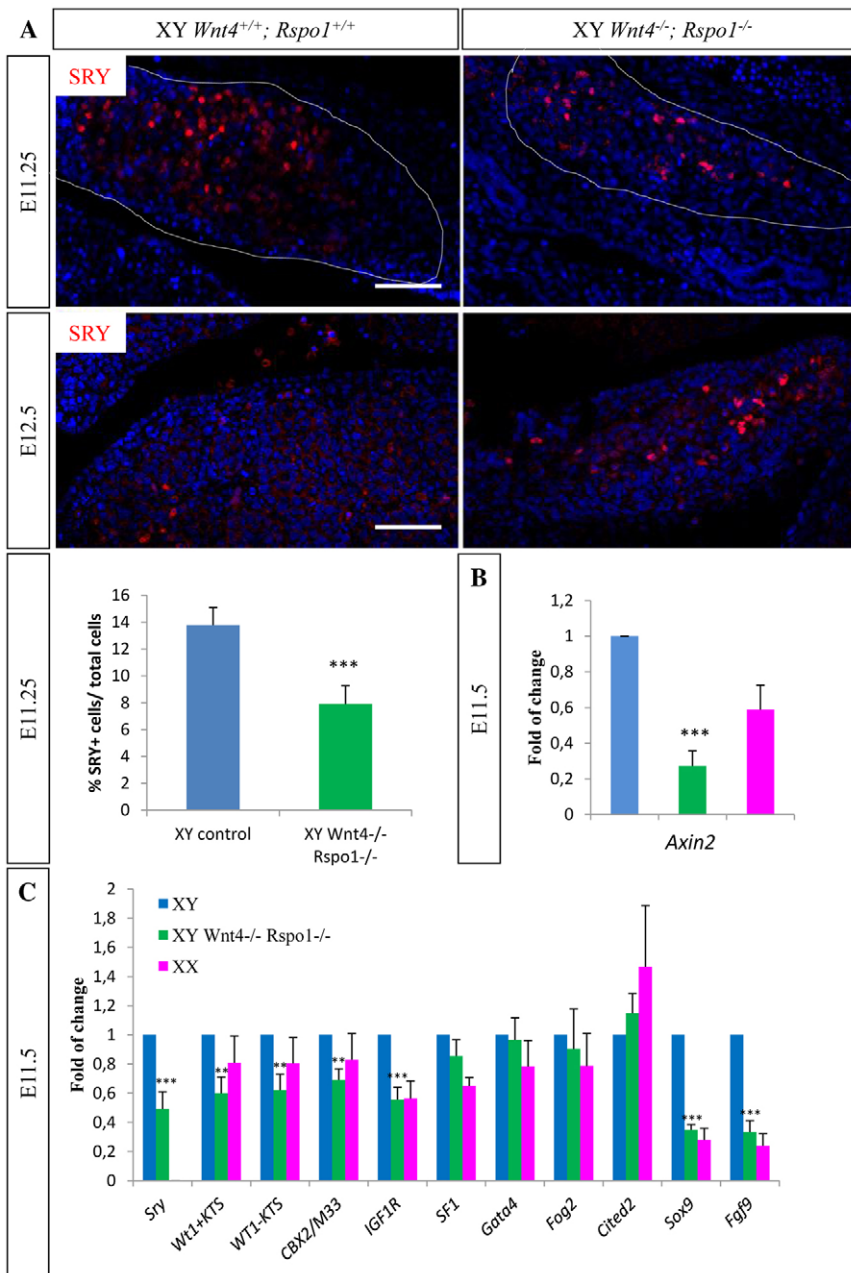 A
XY Wnt4+/+; Rspo1+/+
XY Wnt4-/-; Rspo1-/-
E11.25
SRY
E12.5
SRY
E11.25
% SRY+ cells/ total cells
16
14
12
10
8
6
4
2
0
***
XY control
XY Wnt4-/-
Rspo1-/-
B
E11.5
Fold of change
1,2
1
0,6
0,4
0,2
0
***
Axin2
C
E11.5
Fold of change
2
1,8
1,6
1,4
1,2
1
0,8
0,6
0,4
0,2
0
XY
XY Wnt4-/- Rspo1-/-
XX
***
**
**
**
***
***
***
Sry
Wt1+KTS
WT1-KTS
CBX2/M33
IGF1R
SF1
Gata4
Fog2
Cited2
Sox9
Fgf9